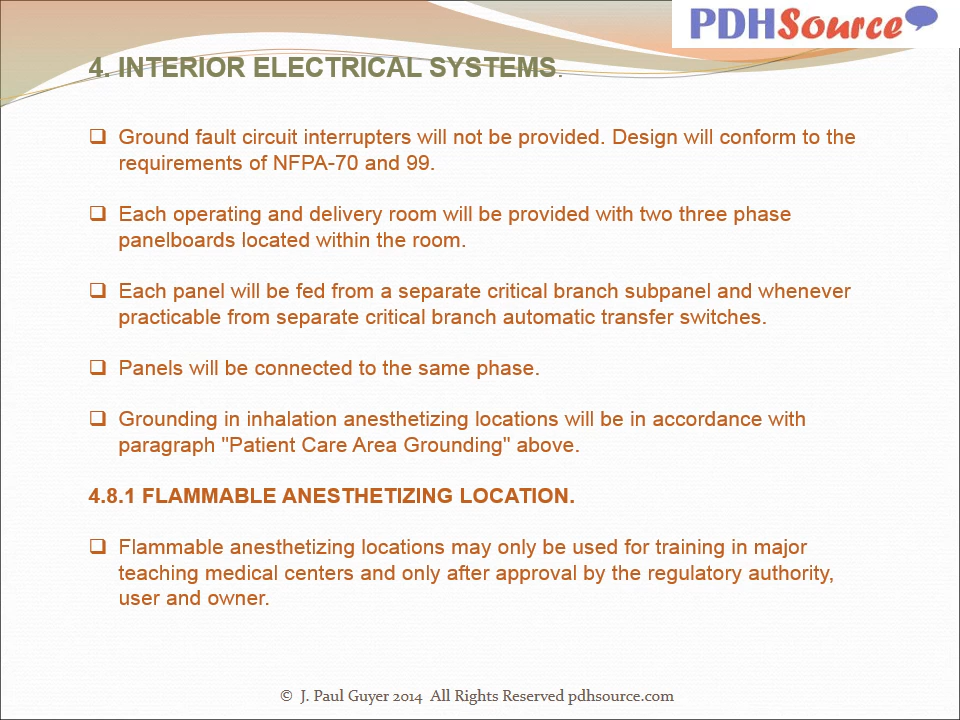 PDHSource
4. INTERIOR ELECTRICAL SYSTEMS.
❑ Ground fault circuit interrupters will not be provided. Design will conform to the
requirements of NFPA-70 and 99.
❑ Each operating and delivery room will be provided with two three phase
panelboards located within the room.
❑ Each panel will be fed from a separate critical branch subpanel and whenever
practicable from separate critical branch automatic transfer switches.
❑ Panels will be connected to the same phase.
❑ Grounding in inhalation anesthetizing locations will be in accordance with
paragraph "Patient Care Area Grounding" above.
4.8.1 FLAMMABLE ANESTHETIZING LOCATION.
❑ Flammable anesthetizing locations may only be used for training in major
teaching medical centers and only after approval by the regulatory authority,
user and owner.
© J. Paul Guyer 2014 All Rights Reserved pdhsource.com